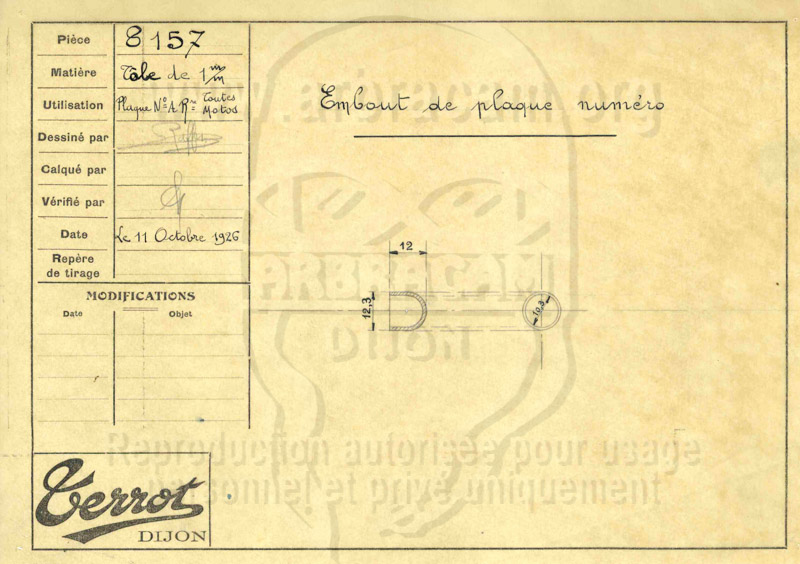 Pièce 8157
Matière Tôle de 1 m/m
Utilisation Plaque N° AR re Toutes Motos
Dessiné par
Calqué par
Vérifié par
Date Le 11 Octobre 1926
Repère
de tirage
MODIFICATIONS
Date Objet
Terrot
DIJON
Embout de plaque numéro
12
12,3
10,3
www.arbracam.org
ARBRACAM
DIJON
Reproduction autorisée pour usage
personnel et privé uniquement